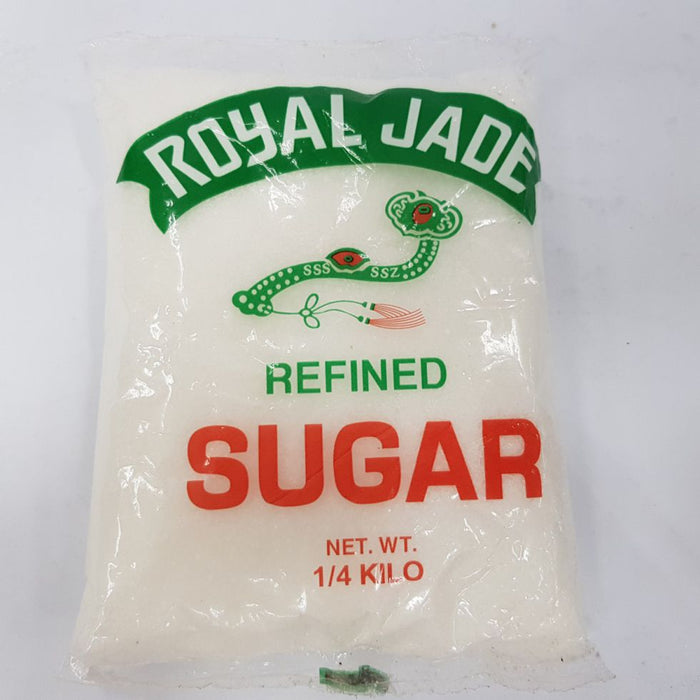 ROYAL JADE
SSS SSZ
REFINED
SUGAR
NET. WT.
1/4 KILO